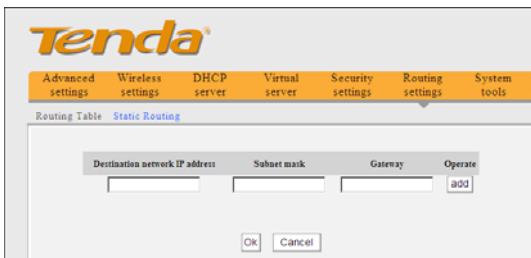 Tenda
Advanced settings Wireless settings DHCP server Virtual server Security settings Routing settings System tools
Routing Table Static Routing
Destination network IP address Subnet mask Gateway Operate
add
Ok Cancel